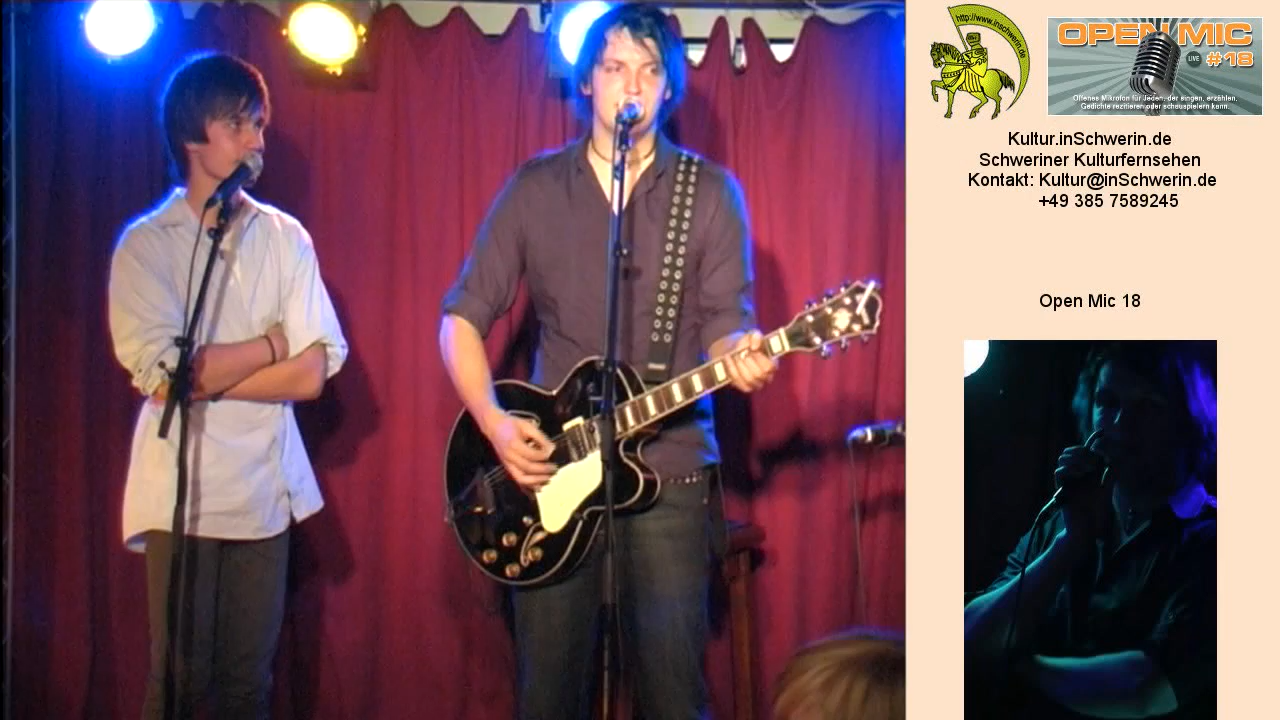 http://www.inschwerin.de
OPEN MIC
LIVE #18
Offenes Mikrofon für Jeden, der singen, erzählen,
Gedichte rezitieren oder schauspielern kann.
Kultur.inSchwerin.de
Schweriner Kulturfernsehen
Kontakt: Kultur@inSchwerin.de
+49 385 7589245
Open Mic 18